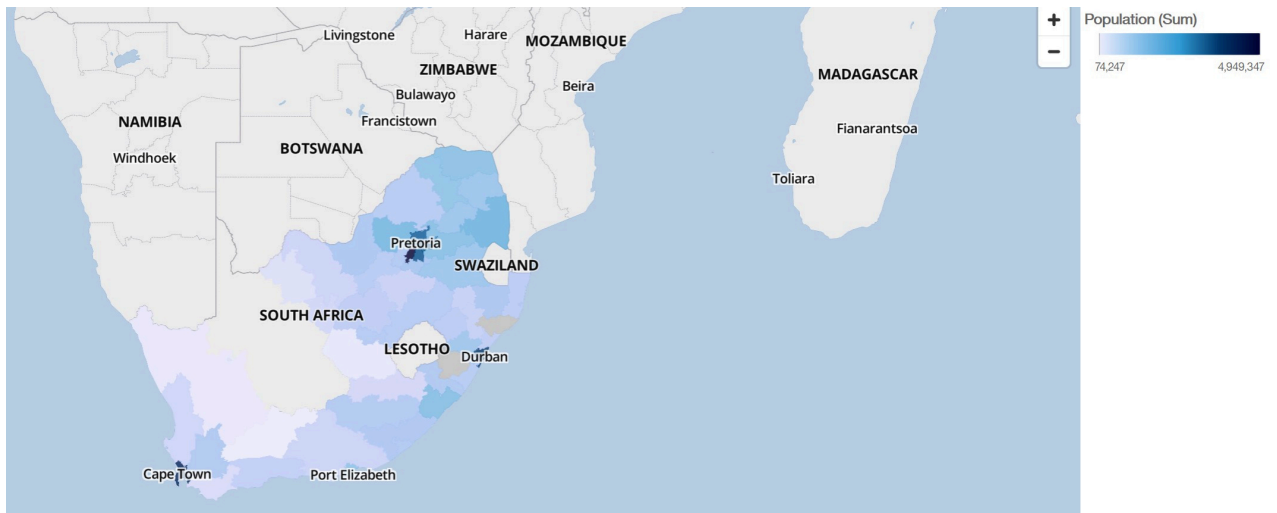 Livingstone
Harare
MOZAMBIQUE
ZIMBABWE
MADAGASCAR
Beira
Bulawayo
NAMIBIA
Francistown
Fianarantsoa
BOTSWANA
Windhoek
Toliara
Pretoria
SWAZILAND
SOUTH AFRICA
LESOTHO
Durban
Cape Town
Port Elizabeth
+
−
Population (Sum)
74,247 4,949,347